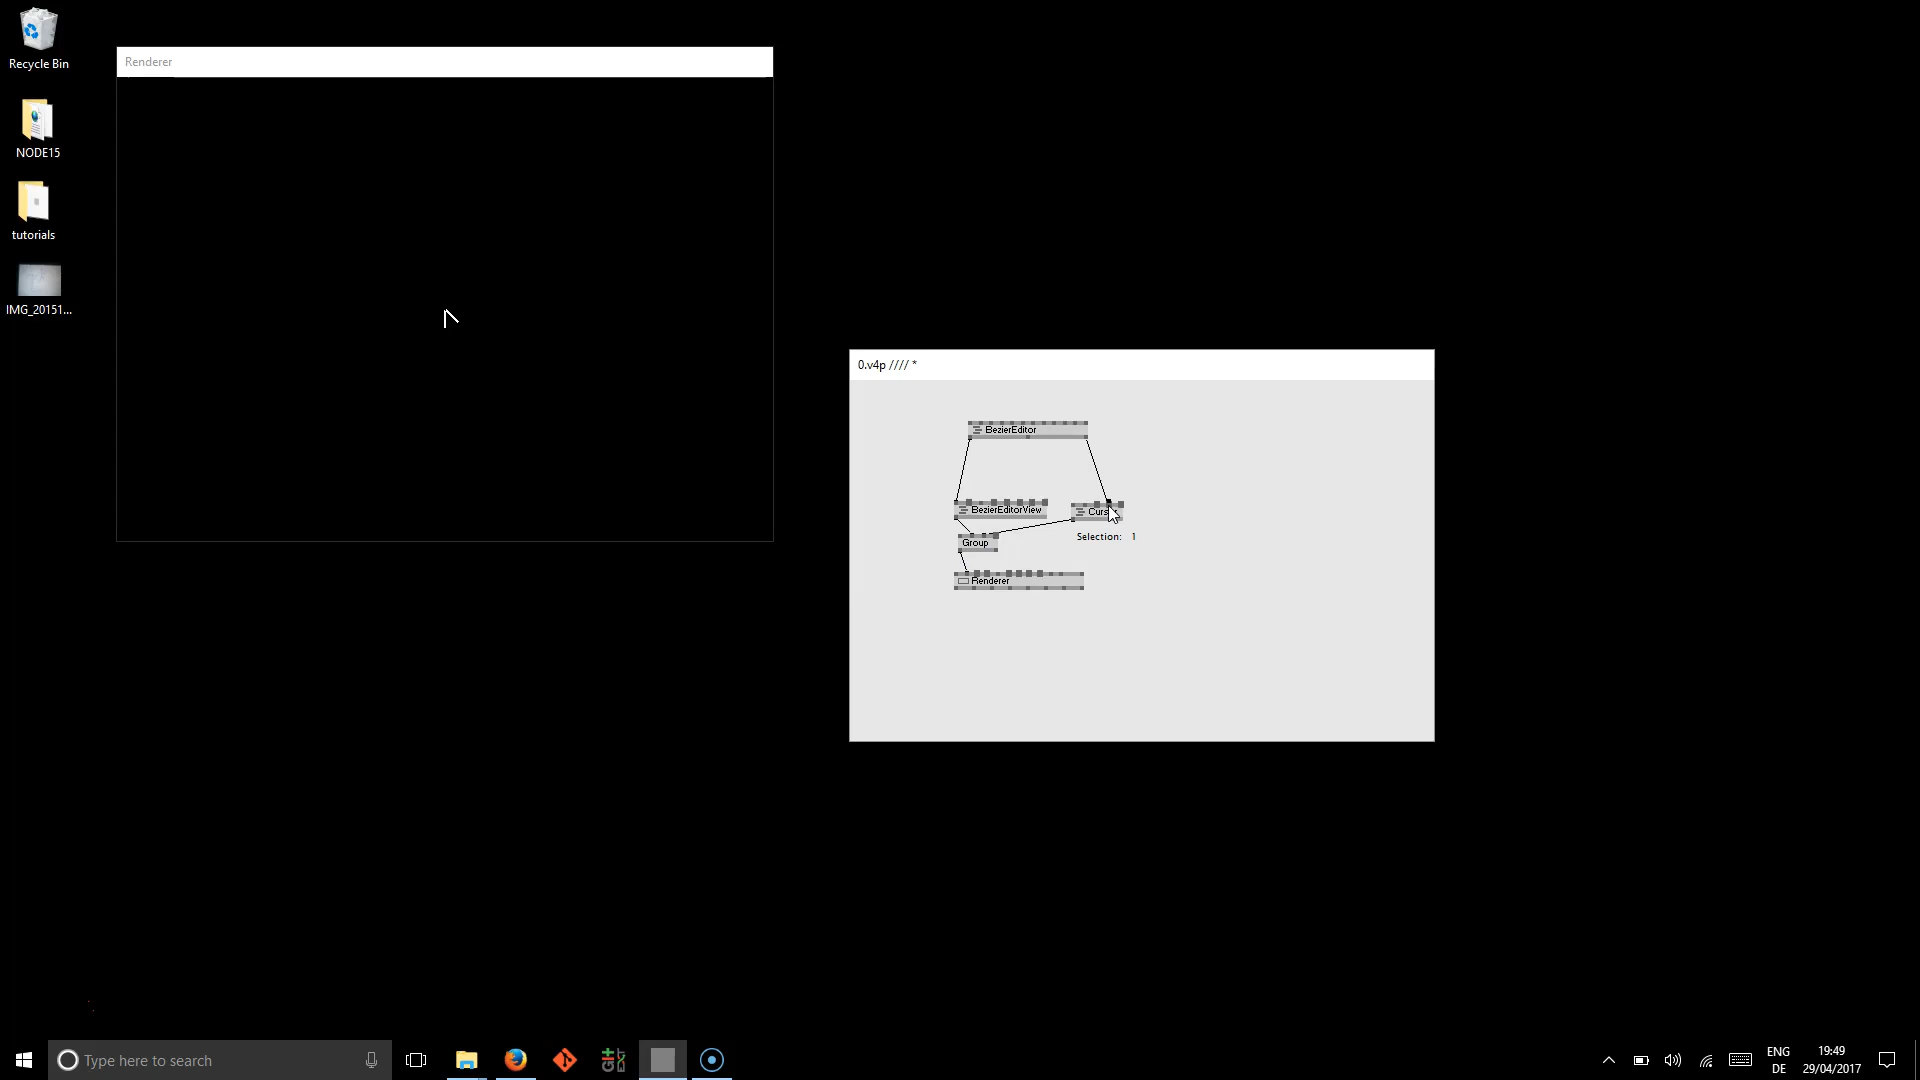 Recycle Bin
NODE15
tutorials
IMG_20151...
Renderer
0.v4p //// *
BezierEditor
BezierEditorView
Group
Selection: 1
Renderer
Type here to search
ENG
DE
19:49
29/04/2017